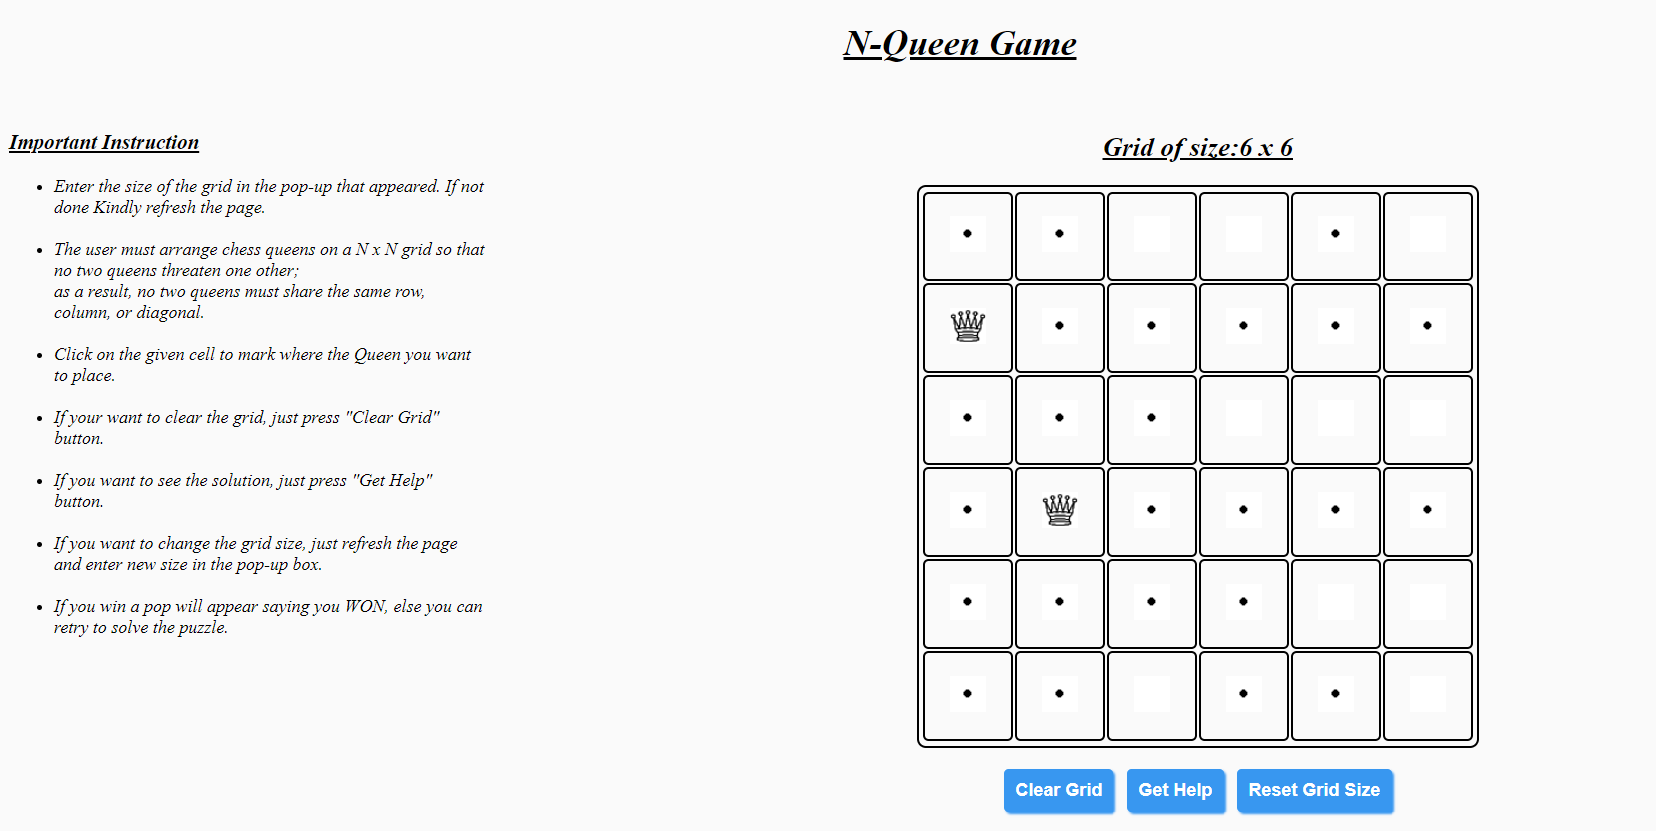 N-Queen Game
Important Instruction
Enter the size of the grid in the pop-up that appeared. If not
done Kindly refresh the page.
The user must arrange chess queens on a N x N grid so that
no two queens threaten one other;
as a result, no two queens must share the same row,
column, or diagonal.
Click on the given cell to mark where the Queen you want
to place.
If your want to clear the grid, just press "Clear Grid"
button.
If you want to see the solution, just press "Get Help"
button.
If you want to change the grid size, just refresh the page
and enter new size in the pop-up box.
If you win a pop will appear saying you WON, else you can
retry to solve the puzzle.
Grid of size:6 x 6
Clear Grid
Get Help
Reset Grid Size